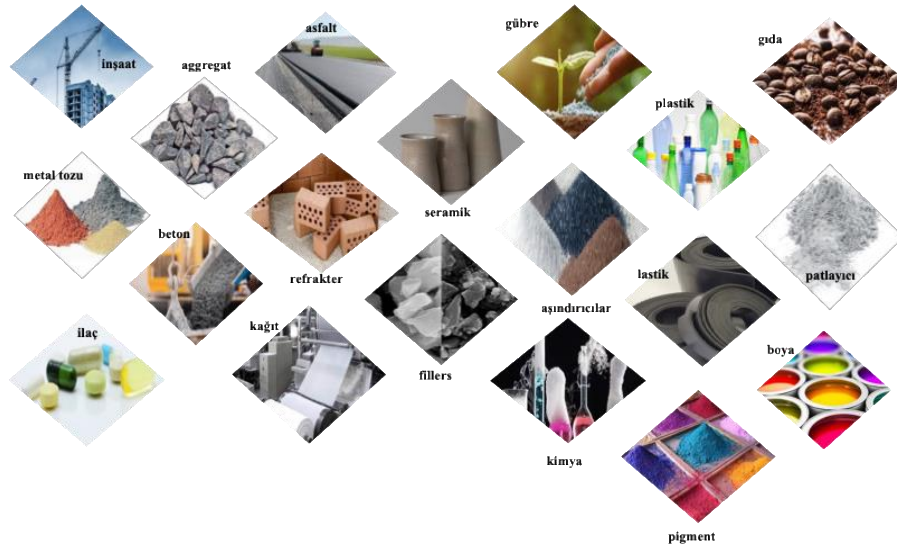 asfalt
gübre
gıda
inşaat
aggregat
plastik
metal tozu
seramik
beton
refrakter
lastik
patlayıcı
aşındırıcılar
ilaç
kağıt
fillers
boya
kimya
pigment